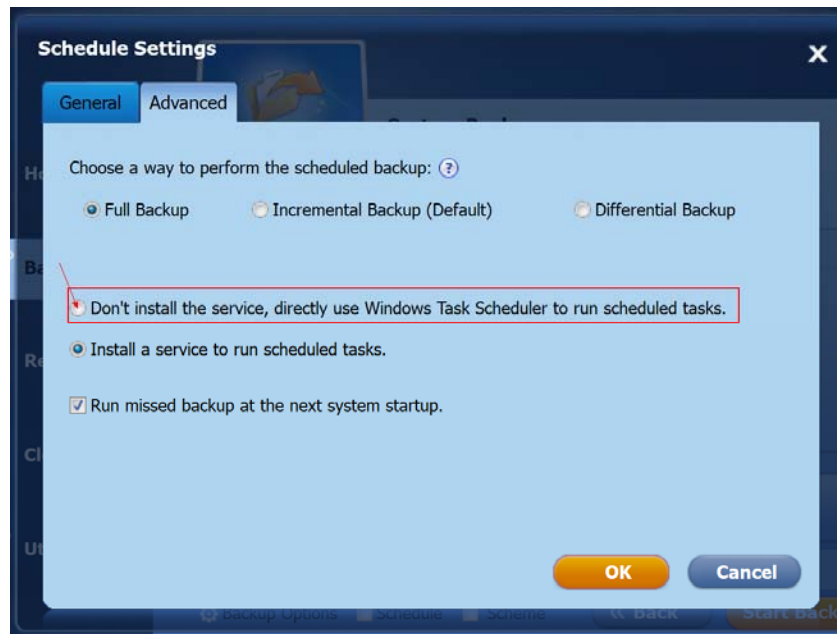 Schedule Settings
X
General
Advanced
Choose a way to perform the scheduled backup: ?
Full Backup
Incremental Backup (Default)
Differential Backup
Don't install the service, directly use Windows Task Scheduler to run scheduled tasks.
Install a service to run scheduled tasks.
Run missed backup at the next system startup.
OK
Cancel
Backup Options
Schedule
Scheme
<< Back
Start Back